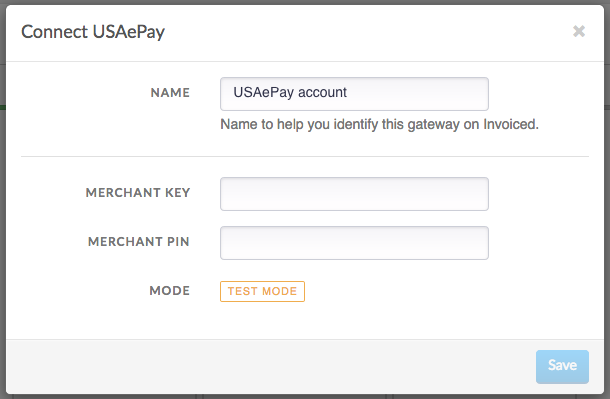 Connect USAePay
NAME
USAePay account
Name to help you identify this gateway on Invoiced.
MERCHANT KEY
MERCHANT PIN
MODE
TEST MODE
Save